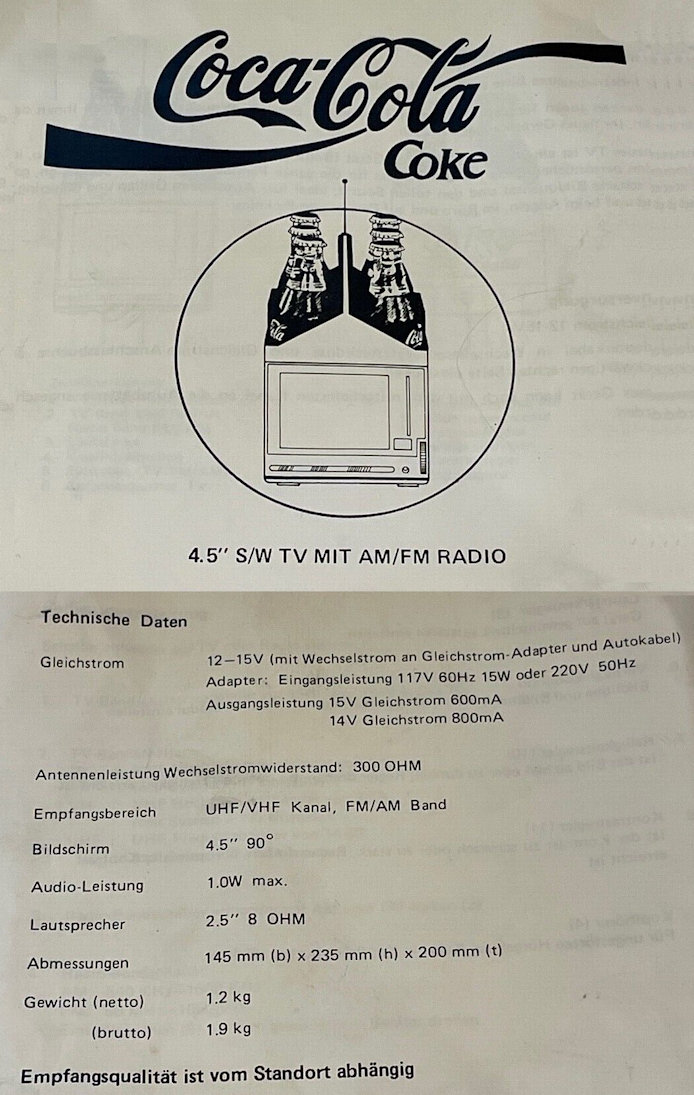 Coca-Cola
Coke
4.5" S/W TV MIT AM/FM RADIO
Technische Daten
Gleichstrom 12–15V (mit Wechselstrom an Gleichstrom-Adapter und Autokabel)
Adapter: Eingangsleistung 117V 60Hz 15W oder 220V 50Hz
Ausgangsleistung 15V Gleichstrom 600mA
14V Gleichstrom 800mA
Antennenleistung Wechselstromwiderstand: 300 OHM
Empfangsbereich UHF/VHF Kanal, FM/AM Band
Bildschirm 4.5" 90°
Audio-Leistung 1.0W max.
Lautsprecher 2.5" 8 OHM
Abmessungen 145 mm (b) x 235 mm (h) x 200 mm (t)
Gewicht (netto) 1.2 kg
(brutto) 1.9 kg
Empfangsqualität ist vom Standort abhängig